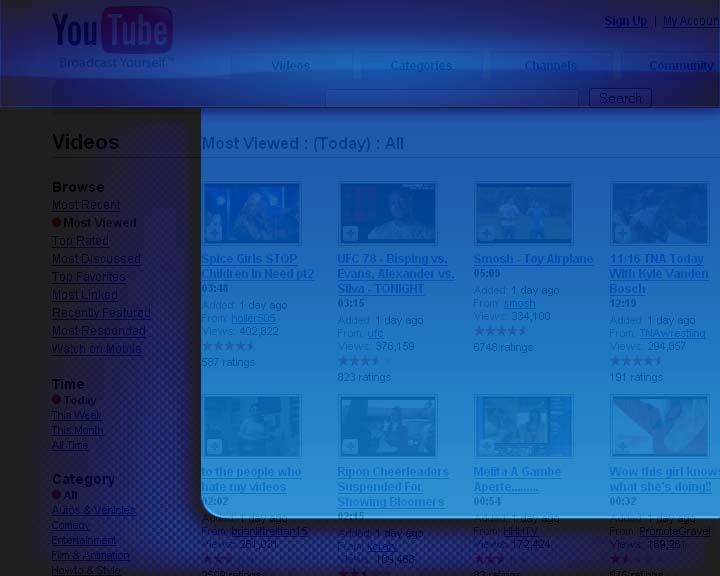 YouTube
Broadcast Yourself™
Sign Up | My Accoun
Videos Categories Channels Community
Search
Videos
Most Viewed : (Today) : All
Browse
Most Recent
Most Viewed
Top Rated
Most Discussed
Top Favorites
Most Linked
Recently Featured
Most Responded
Watch on Mobile
Time
Today
This Week
This Month
All Time
Category
All
Autos & Vehicles
Comedy
Entertainment
Film & Animation
Howto & Style
Spice Girls STOP
Children In Need pt2
03:48
Added: 1 day ago
From: holler505
Views: 402,822
587 ratings
UFC 78 - Bisping vs.
Evans, Alexander vs.
Silva - TONIGHT
03:15
Added: 1 day ago
From: ufc
Views: 378,159
823 ratings
Smosh - Toy Airplane
05:09
Added: 1 day ago
From: smosh
Views: 334,100
6748 ratings
11/16 TNA Today
With Kyle Vanden
Bosch
12:19
Added: 1 day ago
From: TNAwrestling
Views: 294,857
191 ratings
to the people who
hate my videos
02:02
Added: 1 day ago
Views: 261,031
2509 ratings
Ripon Cheerleaders
Suspended For
Showing Bloomers
02:15
Added: 1 day ago
From:
Views:
Melita A Gambe
Aperte.........
00:54
Added: 1 day ago
From: HHHTV
Views: 172,424
93 ratings
Wow this girl knows
what she's doing!!
00:32
Added: 1 day ago
From: PromoteGravel
Views: 169,261
675 ratings